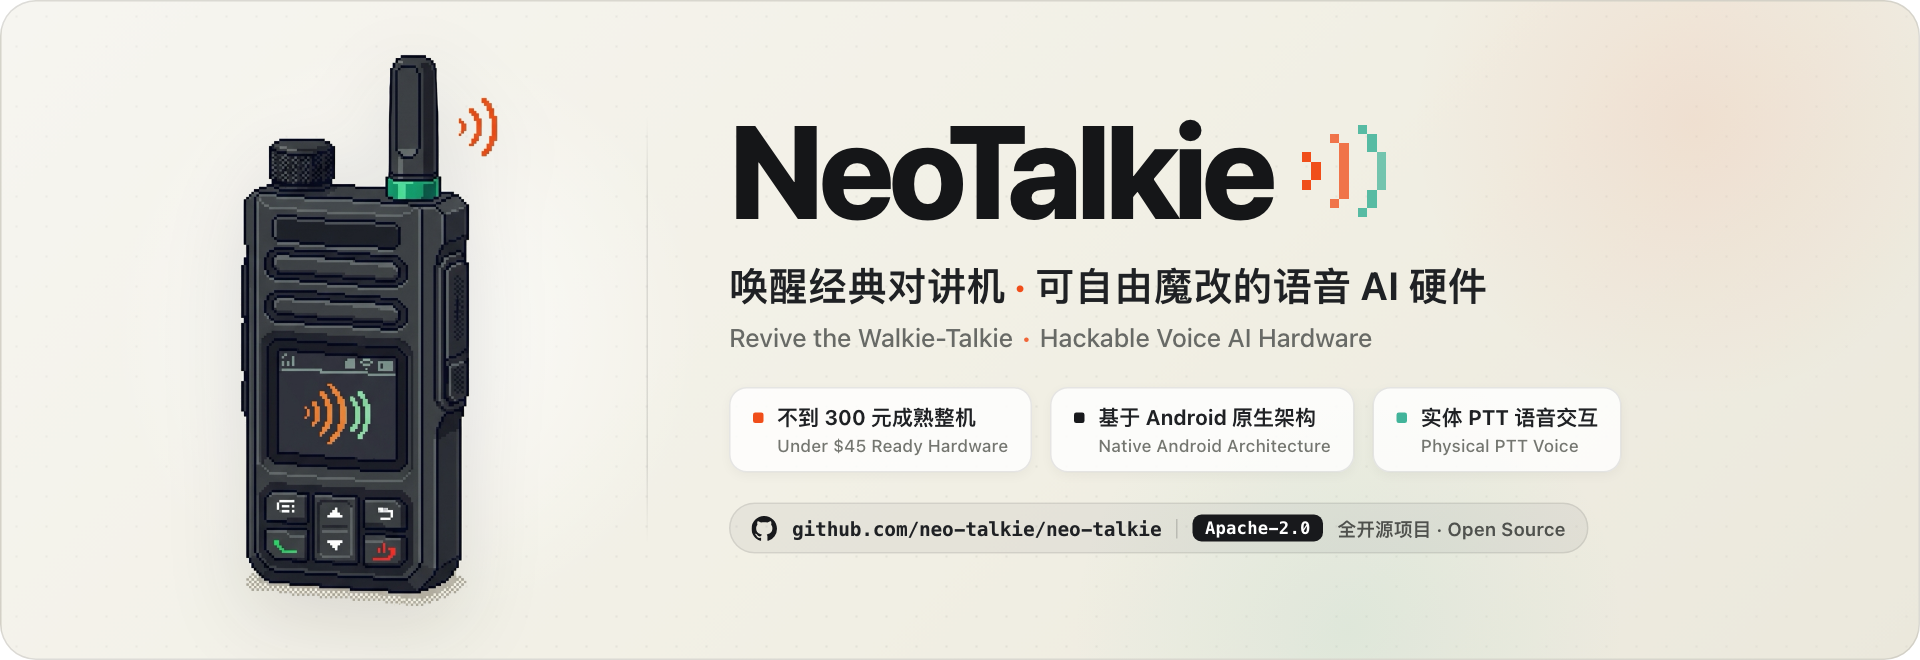 NeoTalkie
唤醒经典对讲机 · 可自由魔改的语音 AI 硬件
Revive the Walkie-Talkie · Hackable Voice AI Hardware
不到 300 元成熟整机
Under $45 Ready Hardware
基于 Android 原生架构
Native Android Architecture
实体 PTT 语音交互
Physical PTT Voice
github.com/neo-talkie/neo-talkie
Apache-2.0
全开源项目 · Open Source